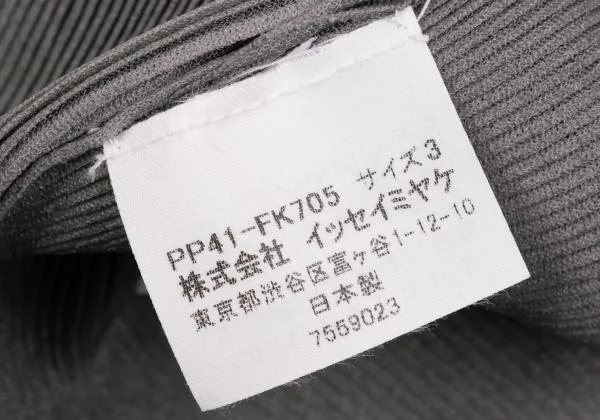 PP41-FK705 サイズ3
株式会社 イッセイミヤケ
東京都渋谷区富ヶ谷1-12-10
日本製
7559023